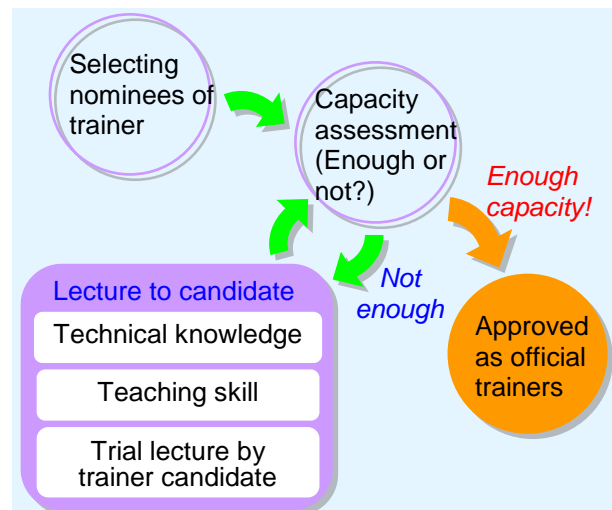 Selecting
nominees of
trainer
Capacity
assessment
(Enough or
not?)
Enough
capacity!
Not
enough
Lecture to candidate
Technical knowledge
Teaching skill
Trial lecture by
trainer candidate
Approved
as official
trainers